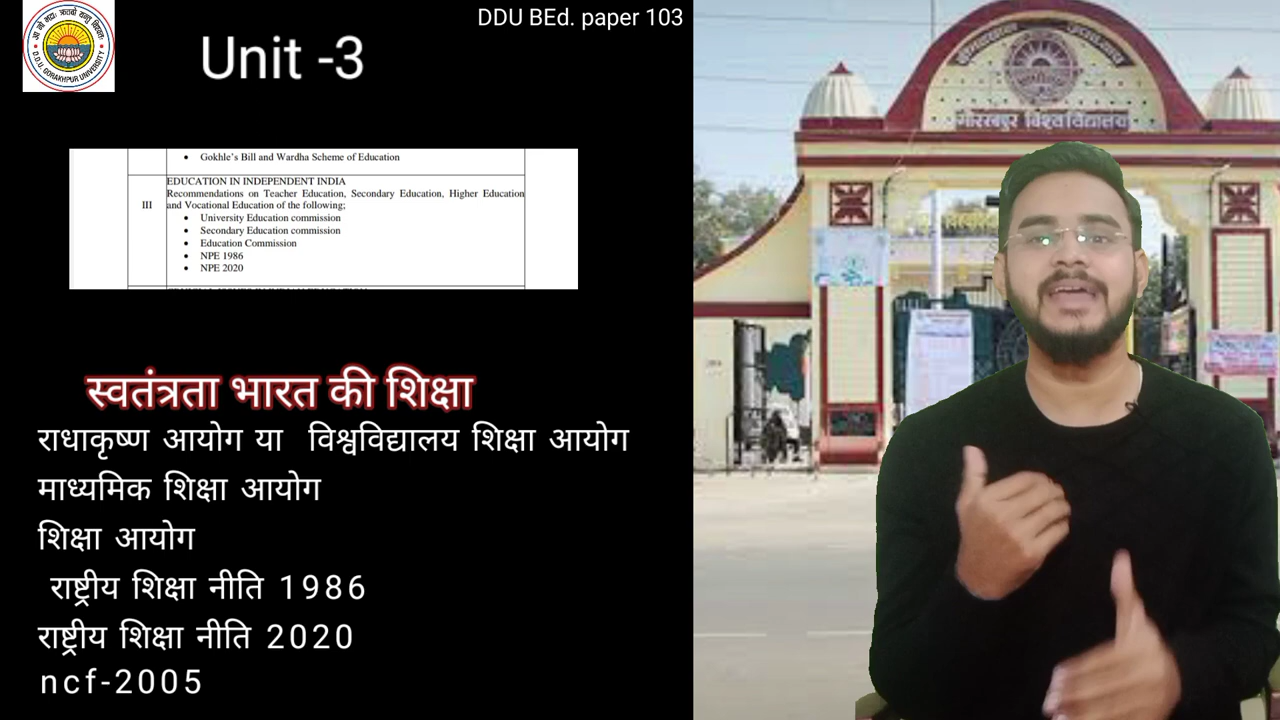 DDU BEd. paper 103
Unit -3
D.D.U. GORAKHPUR UNIVERSITY
• Gokhle's Bill and Wardha Scheme of Education
III
EDUCATION IN INDEPENDENT INDIA
Recommendations on Teacher Education, Secondary Education, Higher Education
and Vocational Education of the following;
• University Education commission
• Secondary Education commission
• Education Commission
• NPE 1986
• NPE 2020
स्वतंत्रता भारत की शिक्षा
राधाकृष्ण आयोग या विश्वविद्यालय शिक्षा आयोग
माध्यमिक शिक्षा आयोग
शिक्षा आयोग
राष्ट्रीय शिक्षा नीति 1986
राष्ट्रीय शिक्षा नीति 2020
ncf-2005
गोरखपुर विश्वविद्यालय